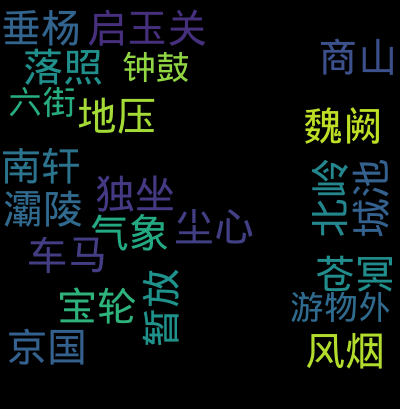 垂杨
启玉关
商山
落照
钟鼓
六街
地压
魏阙
南轩
北岭
城池
独坐
灞陵
气象
尘心
车马
苍冥
暂放
宝轮
游物外
京国
风烟